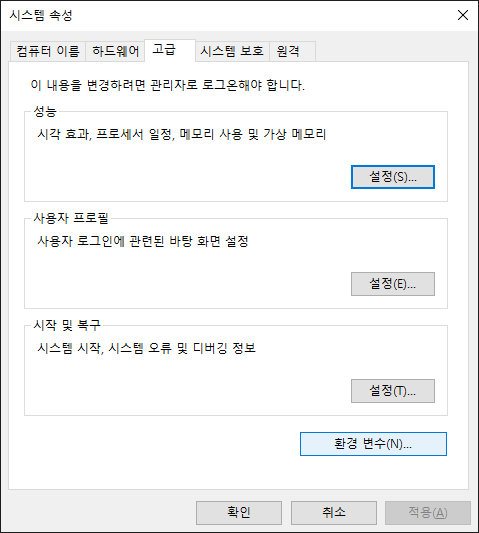 시스템 속성
컴퓨터 이름 하드웨어 고급 시스템 보호 원격
이 내용을 변경하려면 관리자로 로그온해야 합니다.
성능
시각 효과, 프로세서 일정, 메모리 사용 및 가상 메모리
설정(S)...
사용자 프로필
사용자 로그인에 관련된 바탕 화면 설정
설정(E)...
시작 및 복구
시스템 시작, 시스템 오류 및 디버깅 정보
설정(T)...
환경 변수(N)...
확인 취소 적용(A)